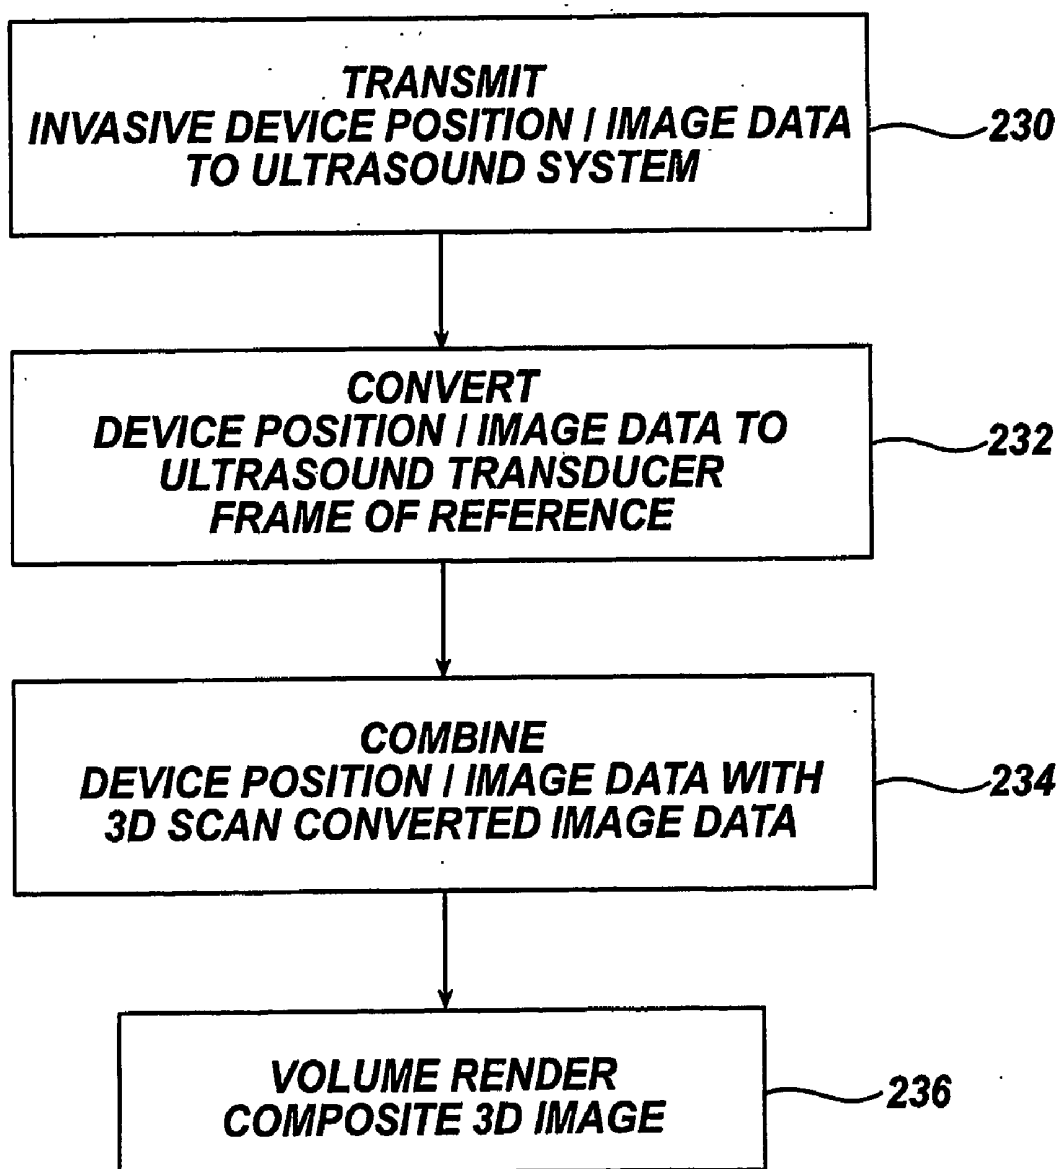 TRANSMIT
INVASIVE DEVICE POSITION / IMAGE DATA
TO ULTRASOUND SYSTEM
230
CONVERT
DEVICE POSITION / IMAGE DATA TO
ULTRASOUND TRANSDUCER
FRAME OF REFERENCE
232
COMBINE
DEVICE POSITION / IMAGE DATA WITH
3D SCAN CONVERTED IMAGE DATA
234
VOLUME RENDER
COMPOSITE 3D IMAGE
236